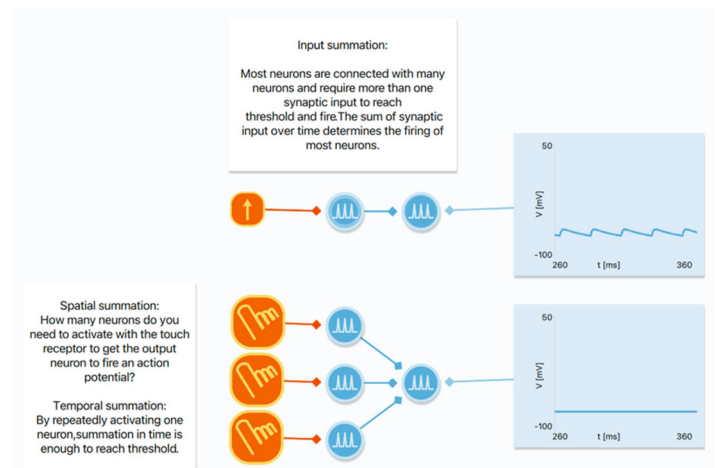 Input summation:
Most neurons are connected with many
neurons and require more than one
synaptic input to reach
threshold and fire.The sum of synaptic
input over time determines the firing of
most neurons.
50
V [mV]
-100
260
t [ms]
360
Spatial summation:
How many neurons do you
need to activate with the touch
receptor to get the output
neuron to fire an action
potential?
Temporal summation:
By repeatedly activating one
neuron,summation in time is
enough to reach threshold.
50
V [mV]
-100
260
t [ms]
360